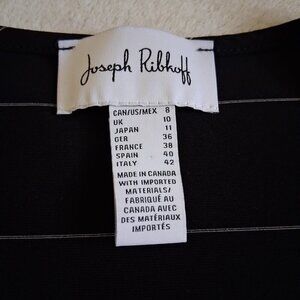 Joseph Ribkoff
CAN/US/MEX 8
UK 10
JAPAN 11
GER 36
FRANCE 38
SPAIN 40
ITALY 42
MADE IN CANADA
WITH IMPORTED
MATERIALS/
FABRIQUÉ AU
CANADA AVEC
DES MATÉRIAUX
IMPORTÉS